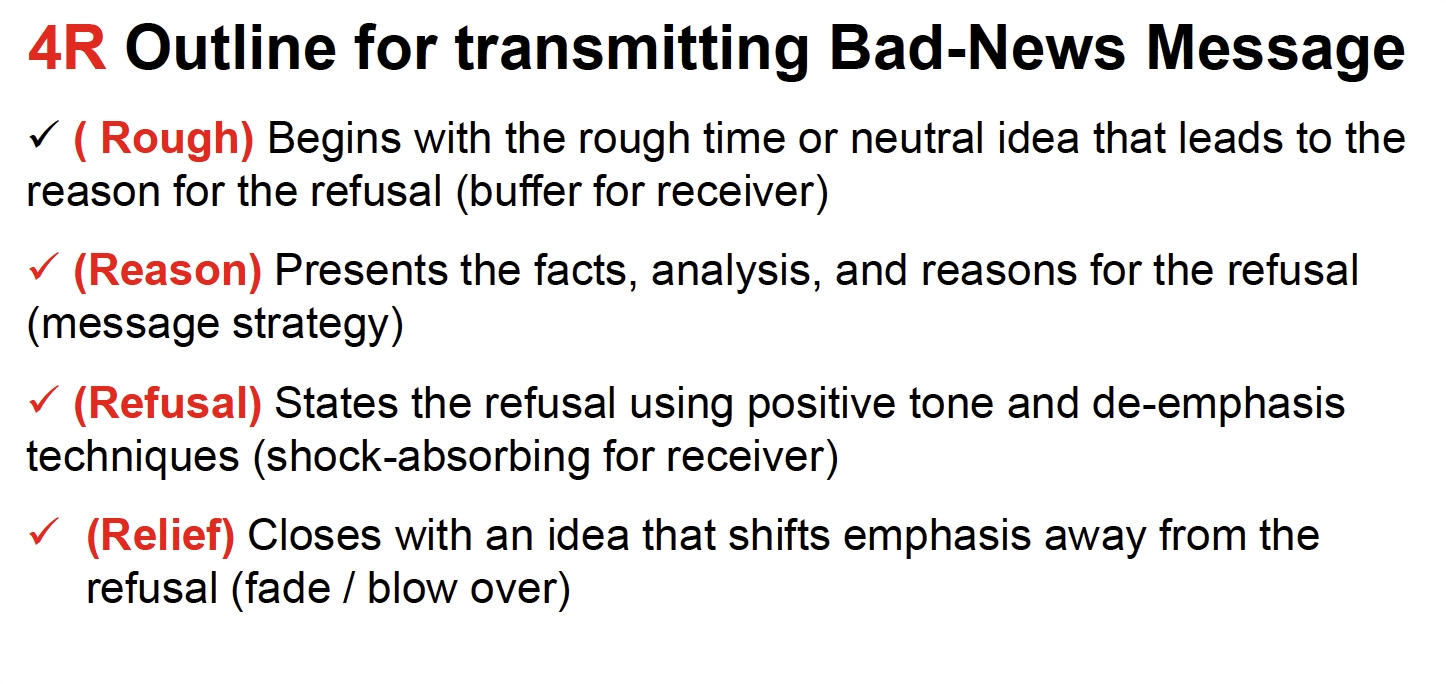 4R Outline for transmitting Bad-News Message
✓ ( Rough) Begins with the rough time or neutral idea that leads to the
reason for the refusal (buffer for receiver)
✓ (Reason) Presents the facts, analysis, and reasons for the refusal
(message strategy)
✓ (Refusal) States the refusal using positive tone and de-emphasis
techniques (shock-absorbing for receiver)
✓ (Relief) Closes with an idea that shifts emphasis away from the
refusal (fade / blow over)